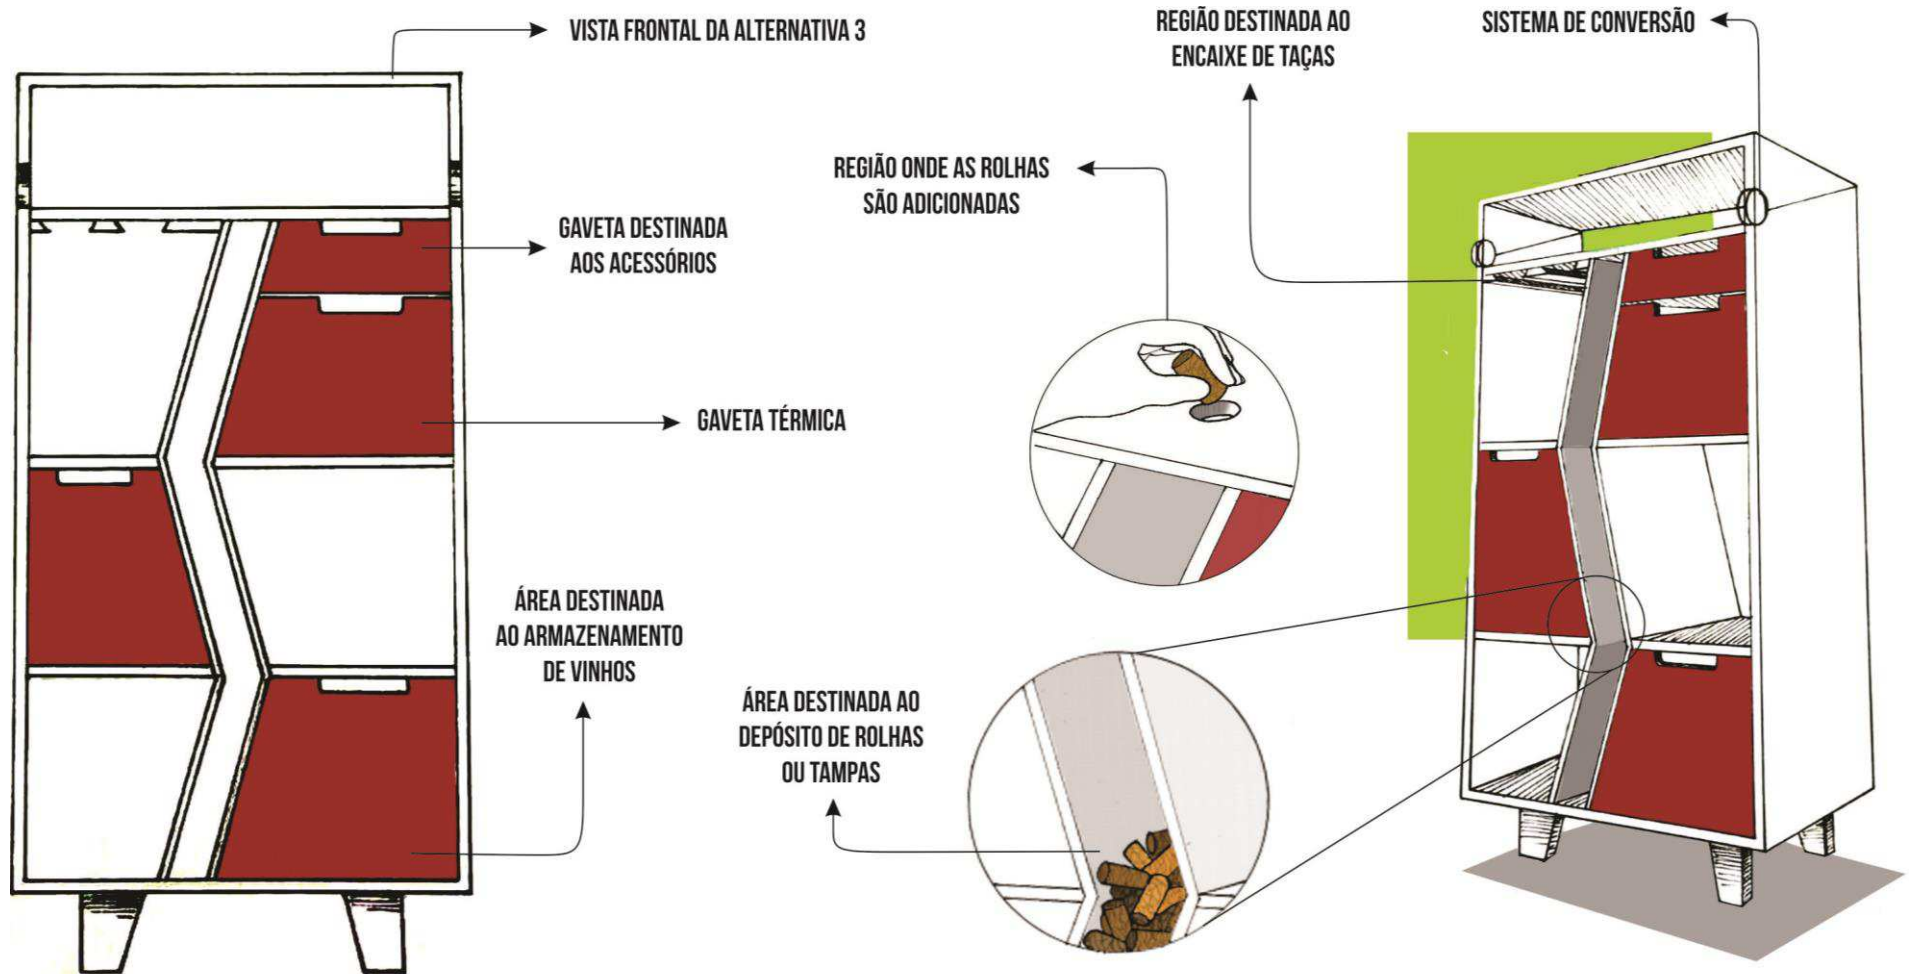 VISTA FRONTAL DA ALTERNATIVA 3
REGIÃO DESTINADA AO
ENCAIXE DE TAÇAS
SISTEMA DE CONVERSÃO
REGIÃO ONDE AS ROLHAS
SÃO ADICIONADAS
GAVETA DESTINADA
AOS ACESSÓRIOS
GAVETA TÉRMICA
ÁREA DESTINADA
AO ARMAZENAMENTO
DE VINHOS
ÁREA DESTINADA AO
DEPÓSITO DE ROLHAS
OU TAMPAS